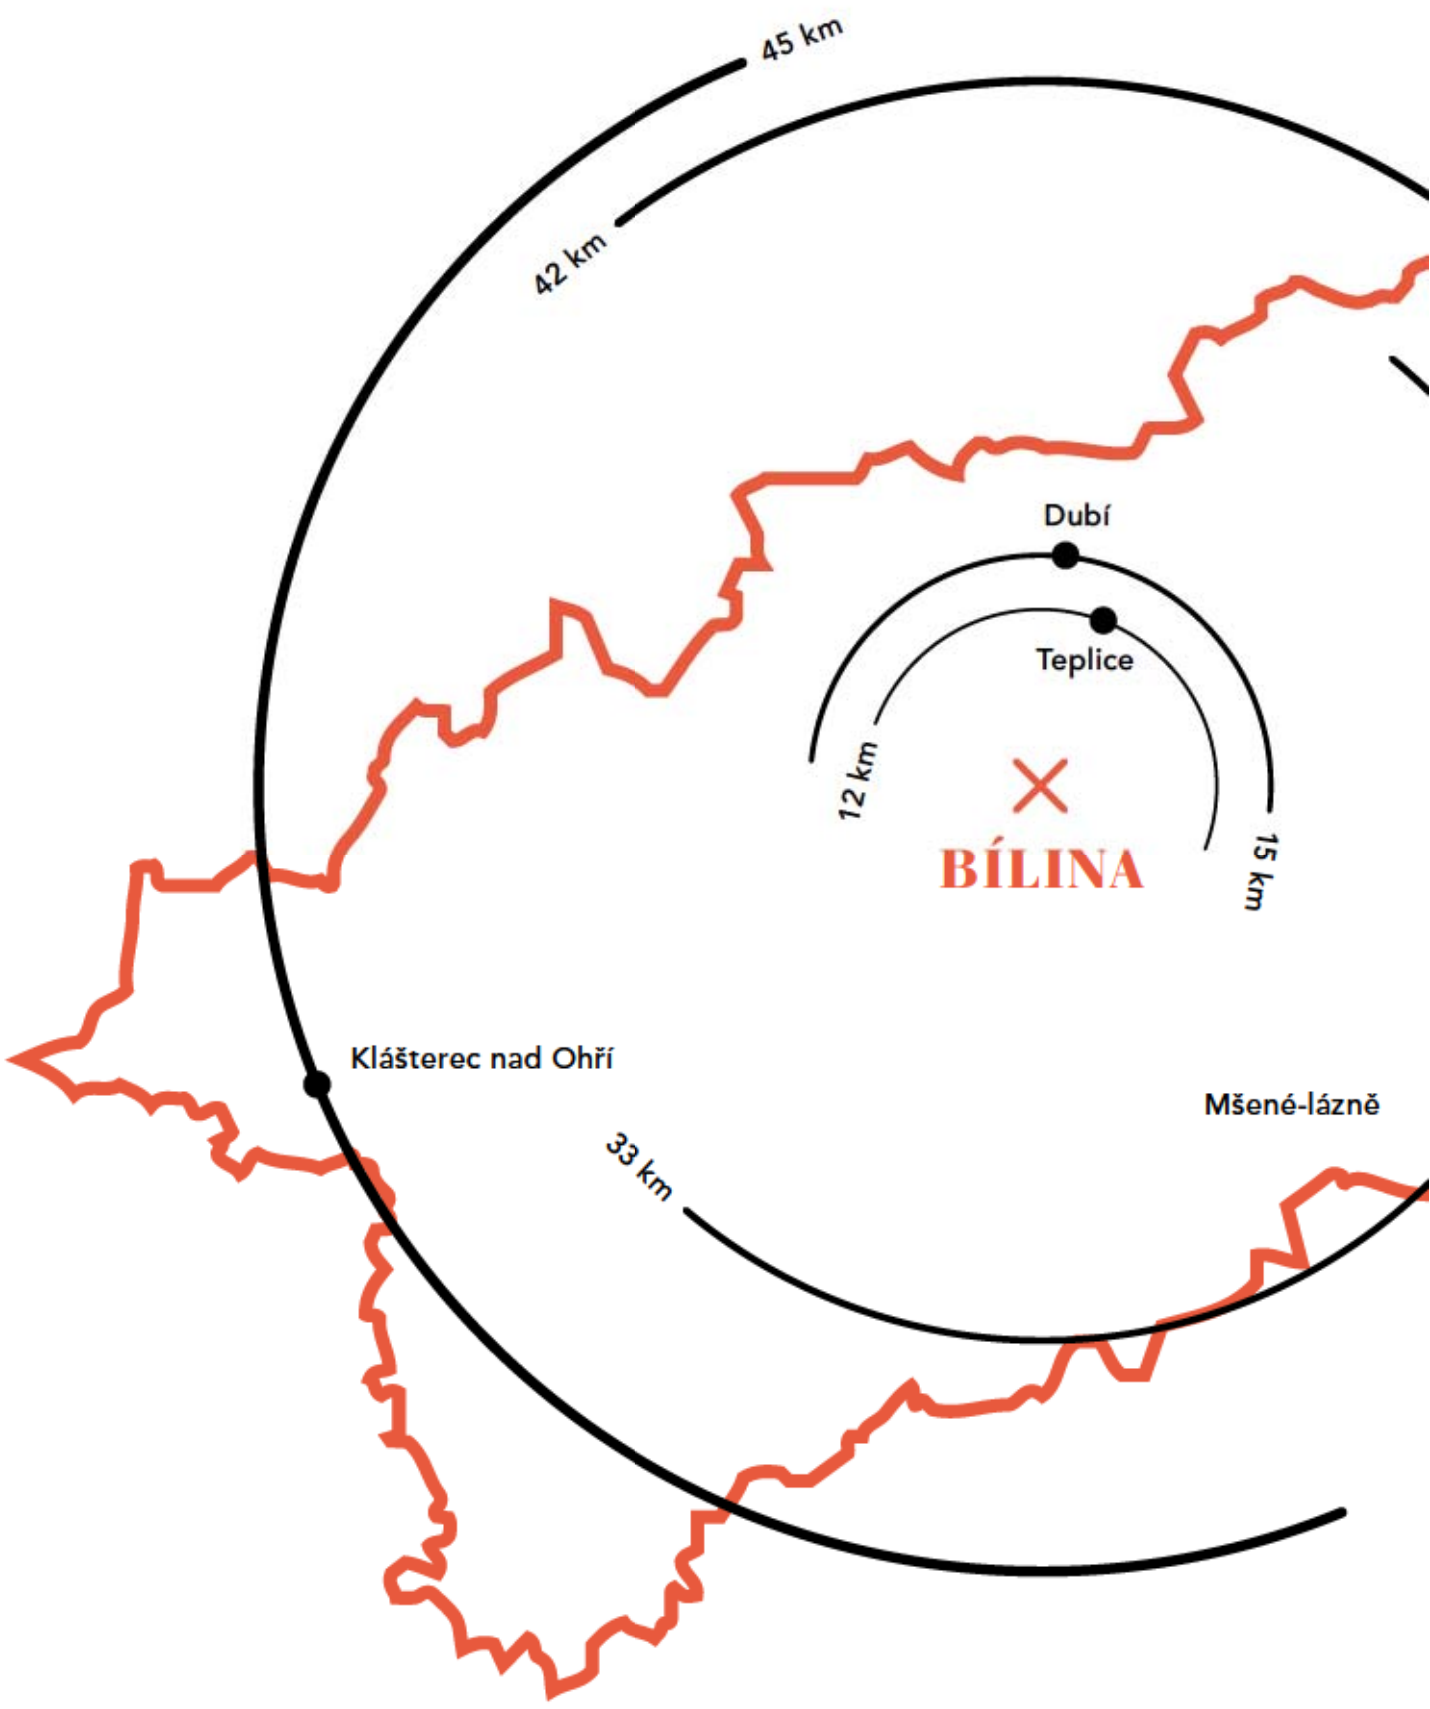 45 km
42 km
Dubí
Teplice
12 km
15 km
BÍLINA
Klášterec nad Ohří
Mšené-lázně
33 km